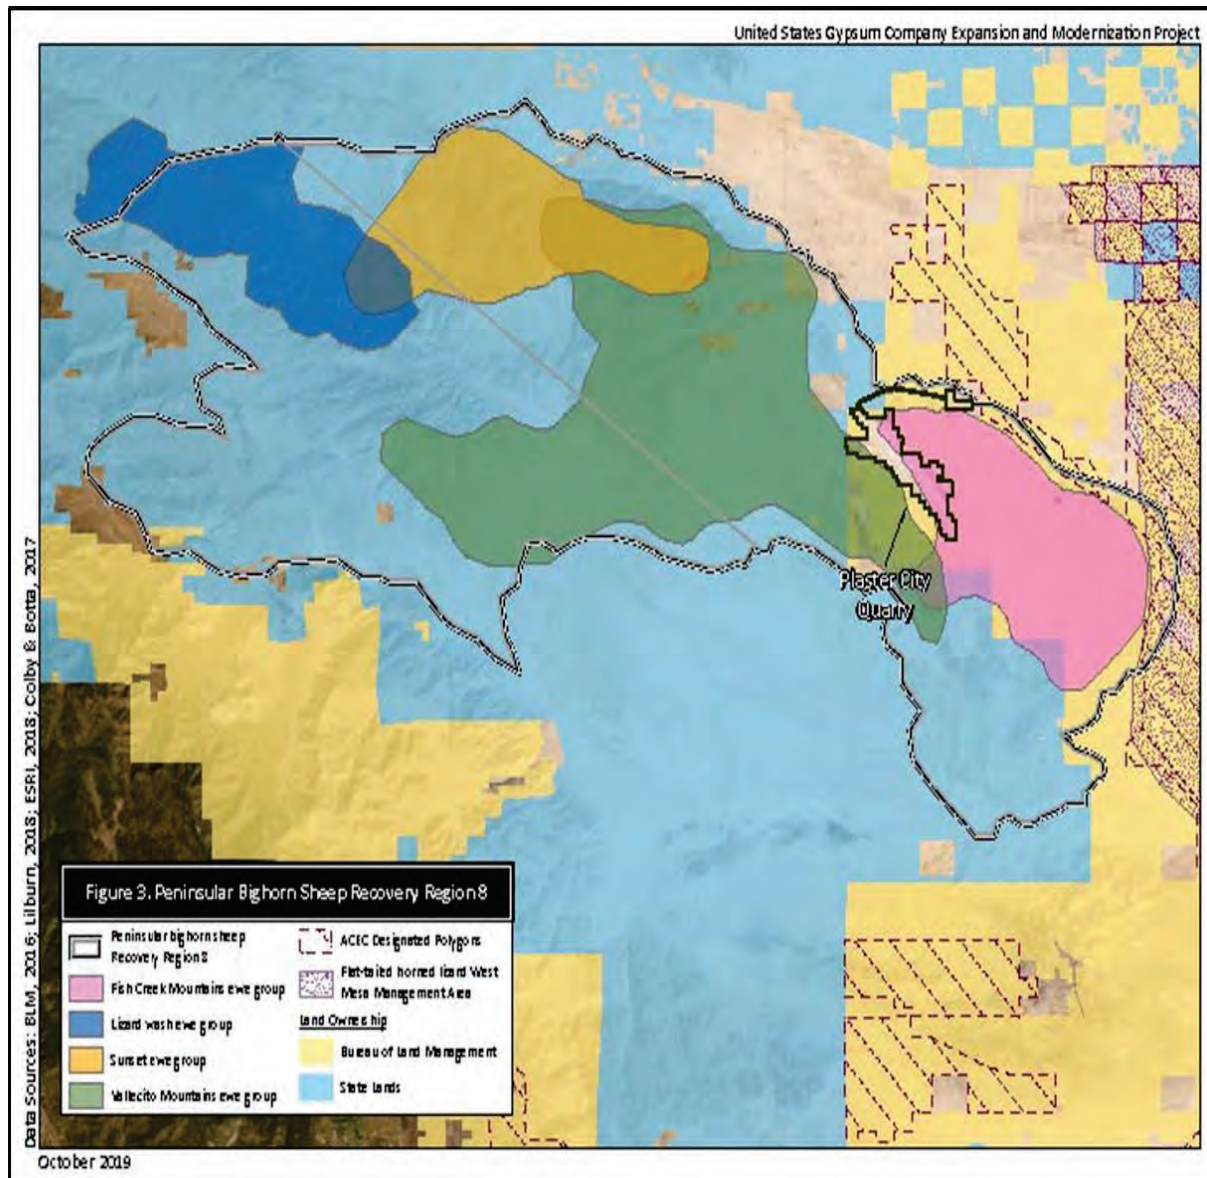 United States Gypsum Company Expansion and Modernization Project
Plaster City
Quarry
Data Sources: BLM, 2016; Lilburn, 2018; ESRI, 2018; Colby & Botta, 2017
Figure 3. Peninsular Bighorn Sheep Recovery Region 8
Peninsular bighorn sheep
Recovery Region 8
Fish Creek Mountains ewe group
Lizard wash ewe group
Sunset ewe group
Vallecito Mountains ewe group
ACEC Designated Polygons
Flat-tailed horned lizard West
Mesa Management Area
Land Ownership
Bureau of Land Management
State Lands
October 2019